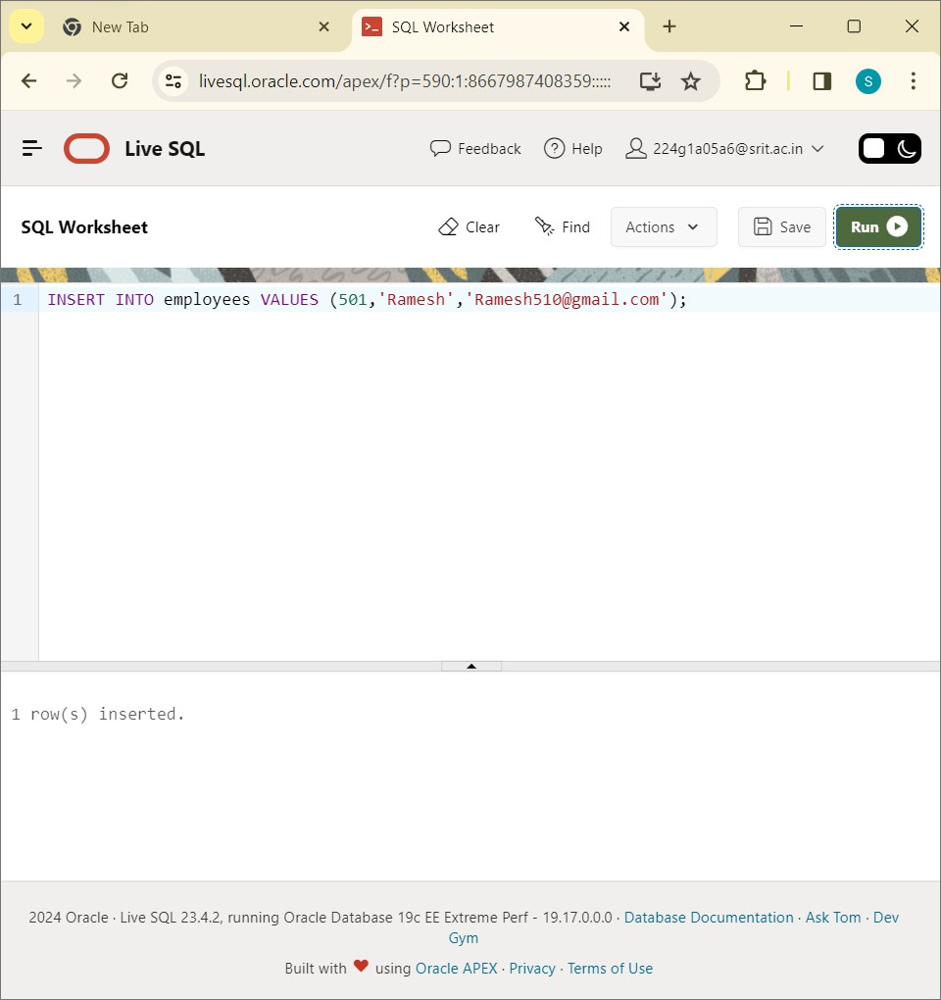 New Tab
SQL Worksheet
livesql.oracle.com/apex/f?p=590:1:8667987408359:::::
S
Live SQL
Feedback
Help
224g1a05a6@srit.ac.in
SQL Worksheet
Clear
Find
Actions
Save
Run
1 INSERT INTO employees VALUES (501,'Ramesh','Ramesh510@gmail.com');
1 row(s) inserted.
2024 Oracle · Live SQL 23.4.2, running Oracle Database 19c EE Extreme Perf - 19.17.0.0.0 · Database Documentation · Ask Tom · Dev
Gym
Built with ❤ using Oracle APEX · Privacy · Terms of Use